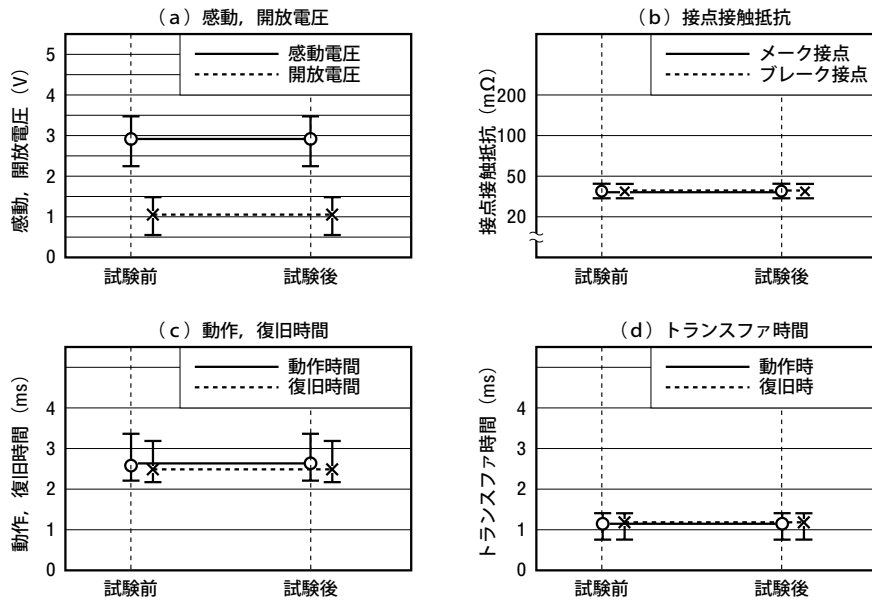 （a）感動，開放電圧
感動，開放電圧（V）
5
4
3
2
1
0
感動電圧
開放電圧
試験前
試験後
（b）接点接触抵抗
接点接触抵抗（mΩ）
200
100
50
20
0
メーク接点
ブレーク接点
試験前
試験後
（c）動作，復旧時間
動作，復旧時間（ms）
4
3
2
1
0
動作時間
復旧時間
試験前
試験後
（d）トランスファ時間
トランスファ時間（ms）
4
3
2
1
0
動作時
復旧時
試験前
試験後